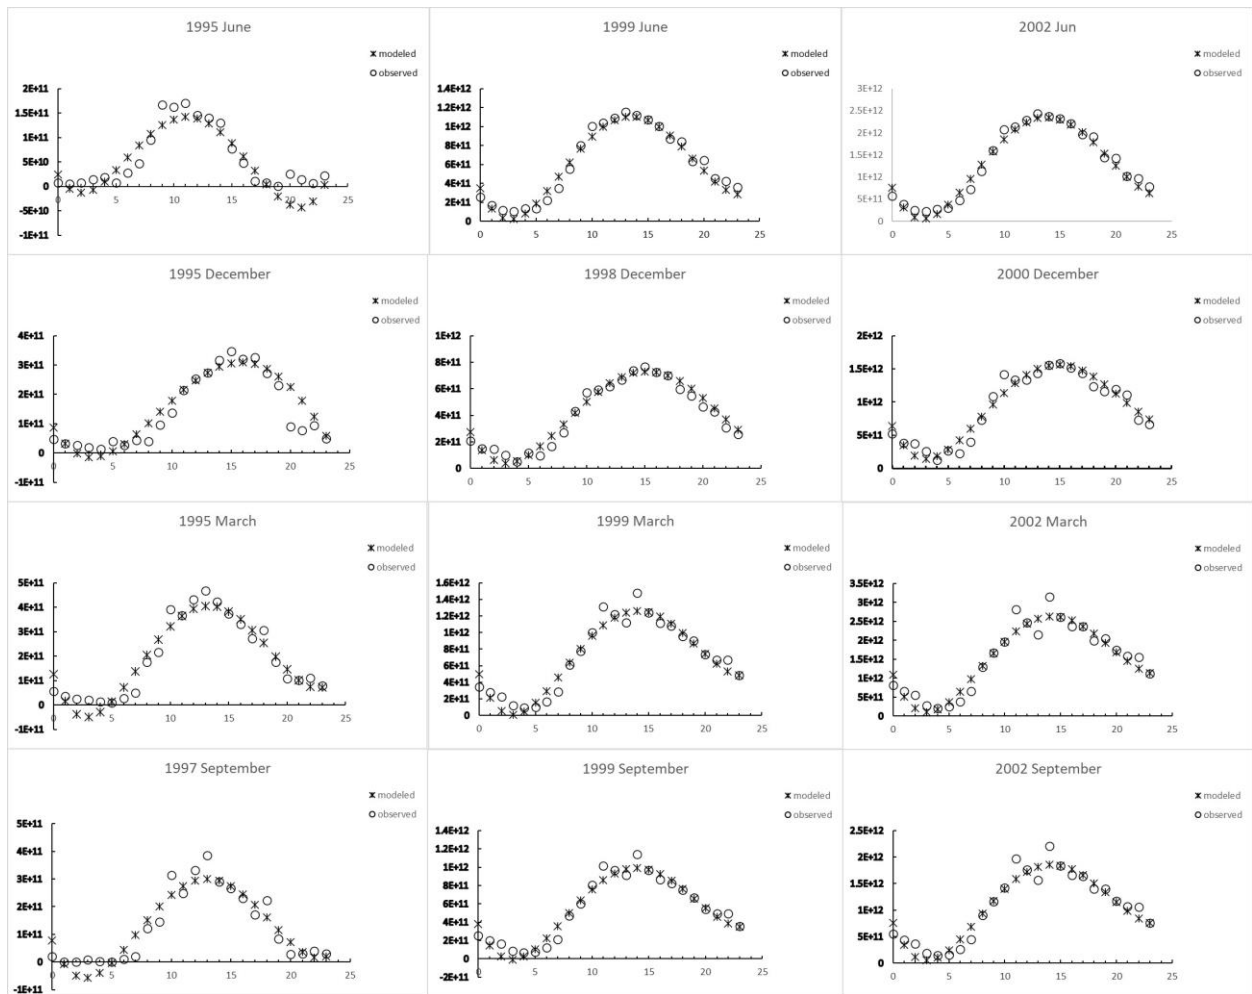 1995 June
modeled
observed
2E+11
1.5E+11
1E+11
5E+10
0
-5E+10
-1E+11
0 5 10 15 20 25
1999 June
modeled
observed
1.4E+12
1.2E+12
1E+12
8E+11
6E+11
4E+11
2E+11
0
0 5 10 15 20 25
2002 Jun
modeled
observed
3E+12
2.5E+12
2E+12
1.5E+12
1E+12
5E+11
0
0 5 10 15 20 25
1995 December
modeled
observed
4E+11
3E+11
2E+11
1E+11
0
-1E+11
0 5 10 15 20 25
1998 December
modeled
observed
1E+12
8E+11
6E+11
4E+11
2E+11
0
0 5 10 15 20 25
2000 December
modeled
observed
2E+12
1.5E+12
1E+12
5E+11
0
0 5 10 15 20 25
1995 March
modeled
observed
5E+11
4E+11
3E+11
2E+11
1E+11
0
-1E+11
0 5 10 15 20 25
1999 March
modeled
observed
1.6E+12
1.4E+12
1.2E+12
1E+12
8E+11
6E+11
4E+11
2E+11
0
0 5 10 15 20 25
2002 March
modeled
observed
3.5E+12
3E+12
2.5E+12
2E+12
1.5E+12
1E+12
5E+11
0
0 5 10 15 20 25
1997 September
modeled
observed
5E+11
4E+11
3E+11
2E+11
1E+11
0
-1E+11
0 5 10 15 20 25
1999 September
modeled
observed
1.4E+12
1.2E+12
1E+12
8E+11
6E+11
4E+11
2E+11
0
-2E+11
0 5 10 15 20 25
2002 September
modeled
observed
2.5E+12
2E+12
1.5E+12
1E+12
5E+11
0
0 5 10 15 20 25